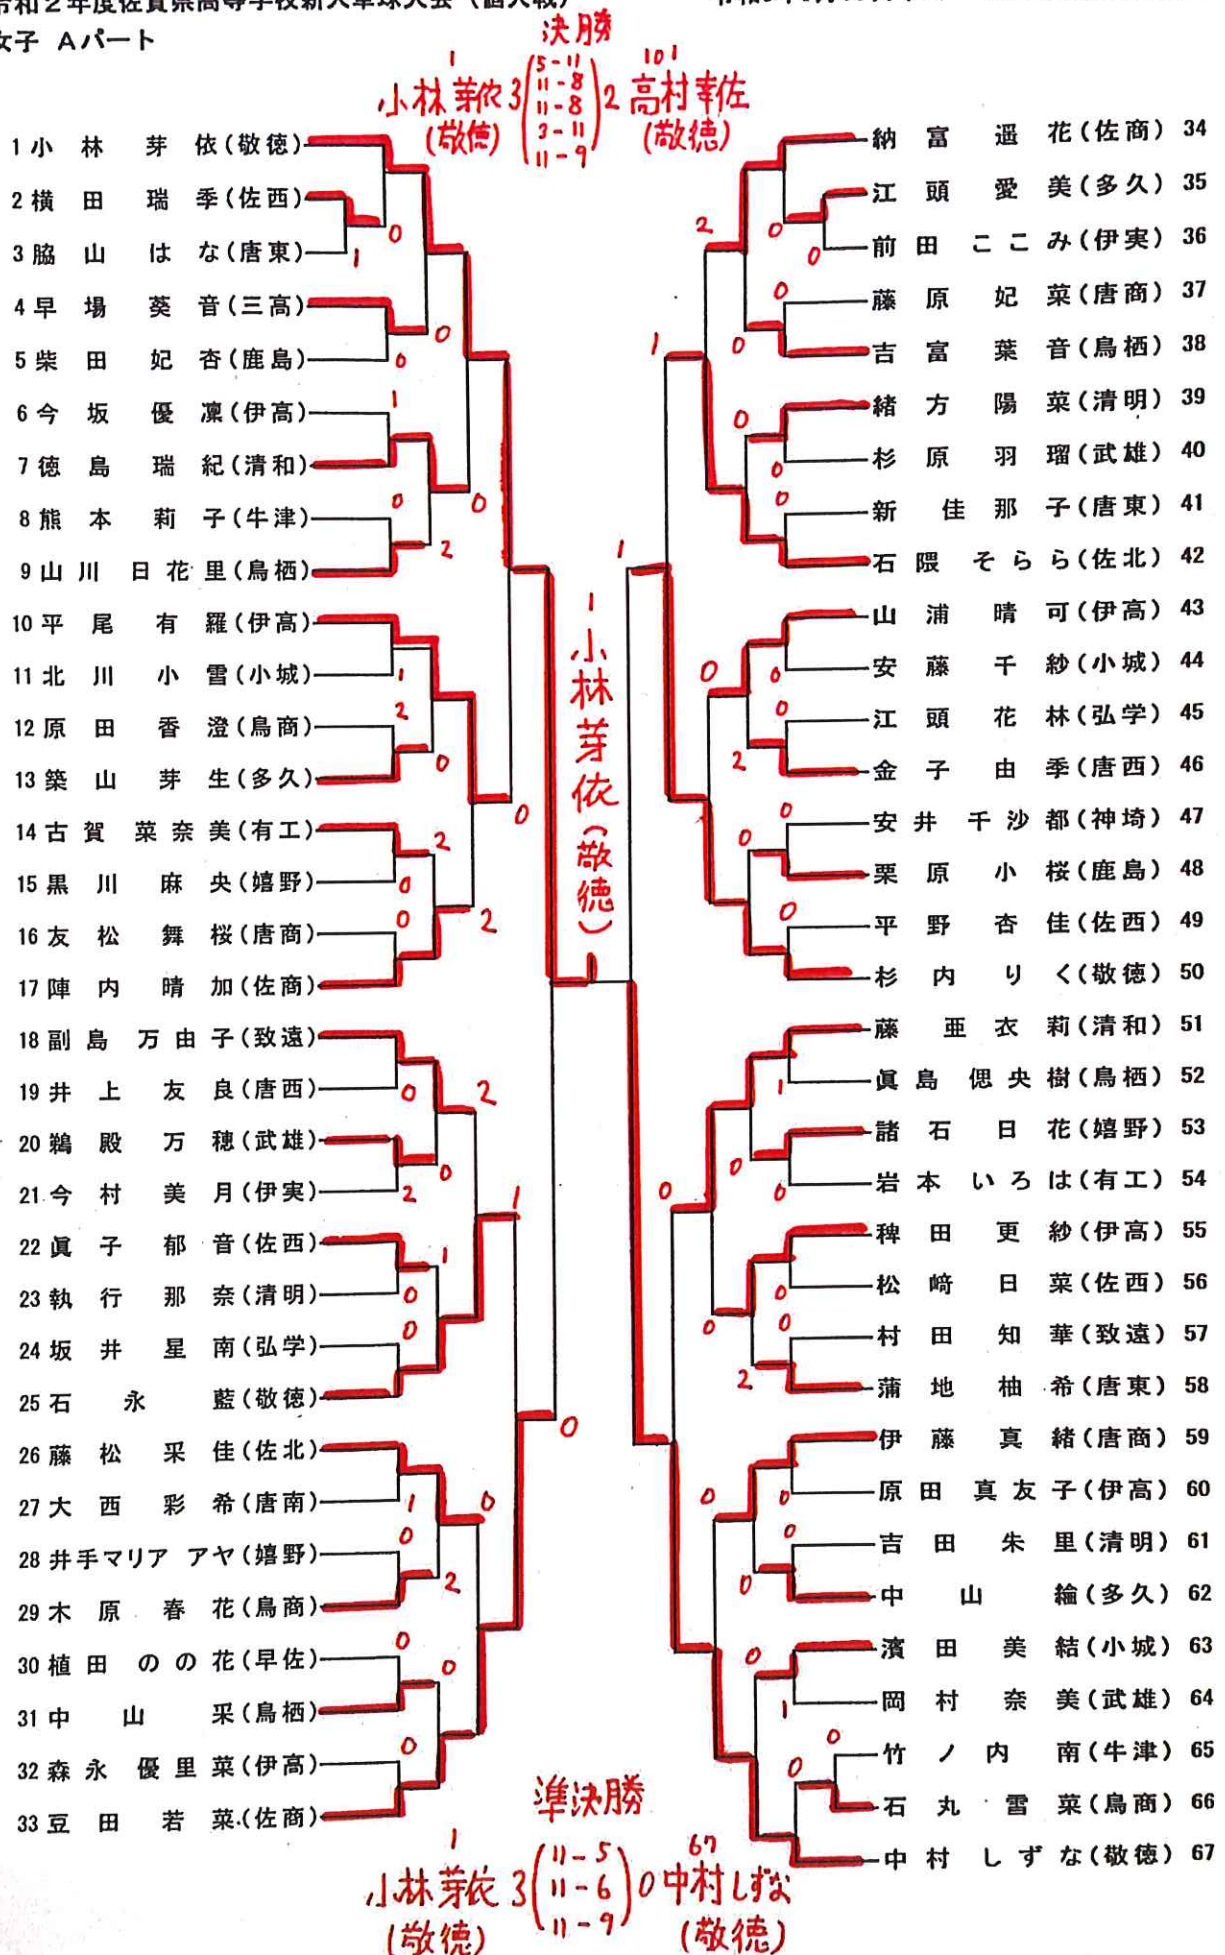 令和2年度佐賀県高等学校新人卓球大会(個人戦)
女子 Aパート
決勝
1
小林芽依 3
(敬徳)
5-11
11-8
11-8
3-11
11-9
101
2 高村幸佐
(敬徳)
1 小林 芽依(敬徳)
2 横田 瑞季(佐西)
3 脇山 はな(唐東)
4 早場 葵音(三高)
5 柴田 妃杏(鹿島)
6 今坂 優凜(伊高)
7 徳島 瑞紀(清和)
8 熊本 莉子(牛津)
9 山川 日花里(鳥栖)
10 平尾 有羅(伊高)
11 北川 小雪(小城)
12 原田 香澄(鳥商)
13 築山 芽生(多久)
14 古賀 菜奈美(有工)
15 黒川 麻央(嬉野)
16 友松 舞桜(唐商)
17 陣内 晴加(佐商)
18 副島 万由子(致遠)
19 井上 友良(唐西)
20 鵜殿 万穂(武雄)
21 今村 美月(伊実)
22 眞子 郁音(佐西)
23 執行 那奈(清明)
24 坂井 星南(弘学)
25 石永 藍(敬徳)
26 藤松 采佳(佐北)
27 大西 彩希(唐南)
28 井手マリア アヤ(嬉野)
29 木原 春花(鳥商)
30 植田 のの花(早佐)
31 中山 采(鳥栖)
32 森永 優里菜(伊高)
33 豆田 若菜(佐商)
1 小林芽依(敬徳)
納富 遥花(佐商) 34
江頭 愛美(多久) 35
前田 ここみ(伊実) 36
藤原 妃菜(唐商) 37
吉富 葉音(鳥栖) 38
緒方 陽菜(清明) 39
杉原 羽瑠(武雄) 40
新 佳那子(唐東) 41
石隈 そらら(佐北) 42
山浦 晴可(伊高) 43
安藤 千紗(小城) 44
江頭 花林(弘学) 45
金子 由季(唐西) 46
安井 千沙都(神埼) 47
栗原 小桜(鹿島) 48
平野 杏佳(佐西) 49
杉内 りく(敬徳) 50
藤 亜衣莉(清和) 51
眞島 偲央樹(鳥栖) 52
諸石 日花(嬉野) 53
岩本 いろは(有工) 54
稗田 更紗(伊高) 55
松﨑 日菜(佐西) 56
村田 知華(致遠) 57
蒲地 柚希(唐東) 58
伊藤 真緒(唐商) 59
原田 真友子(伊高) 60
吉田 朱里(清明) 61
中山 綸(多久) 62
濱田 美結(小城) 63
岡村 奈美(武雄) 64
竹ノ内 南(牛津) 65
石丸 雪菜(鳥商) 66
中村 しずな(敬徳) 67
準決勝
1
小林芽依 3
(敬徳)
11-5
11-6
11-9
67
0 中村しずな
(敬徳)